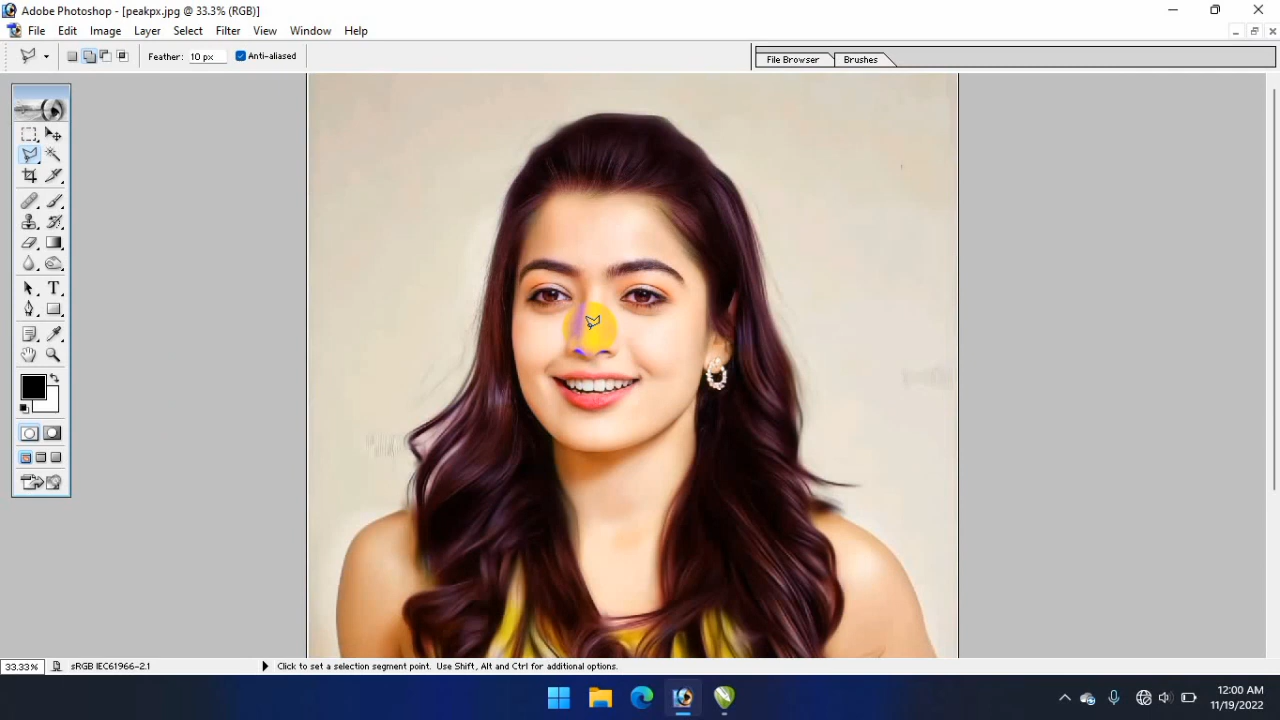 Adobe Photoshop - [peakpx.jpg @ 33.3% (RGB)]
File Edit Image Layer Select Filter View Window Help
Feather: 10 px Anti-aliased File Browser Brushes
33.33% sRGB IEC61966-2.1 Click to set a selection segment point. Use Shift, Alt and Ctrl for additional options.
12:00 AM
11/19/2022